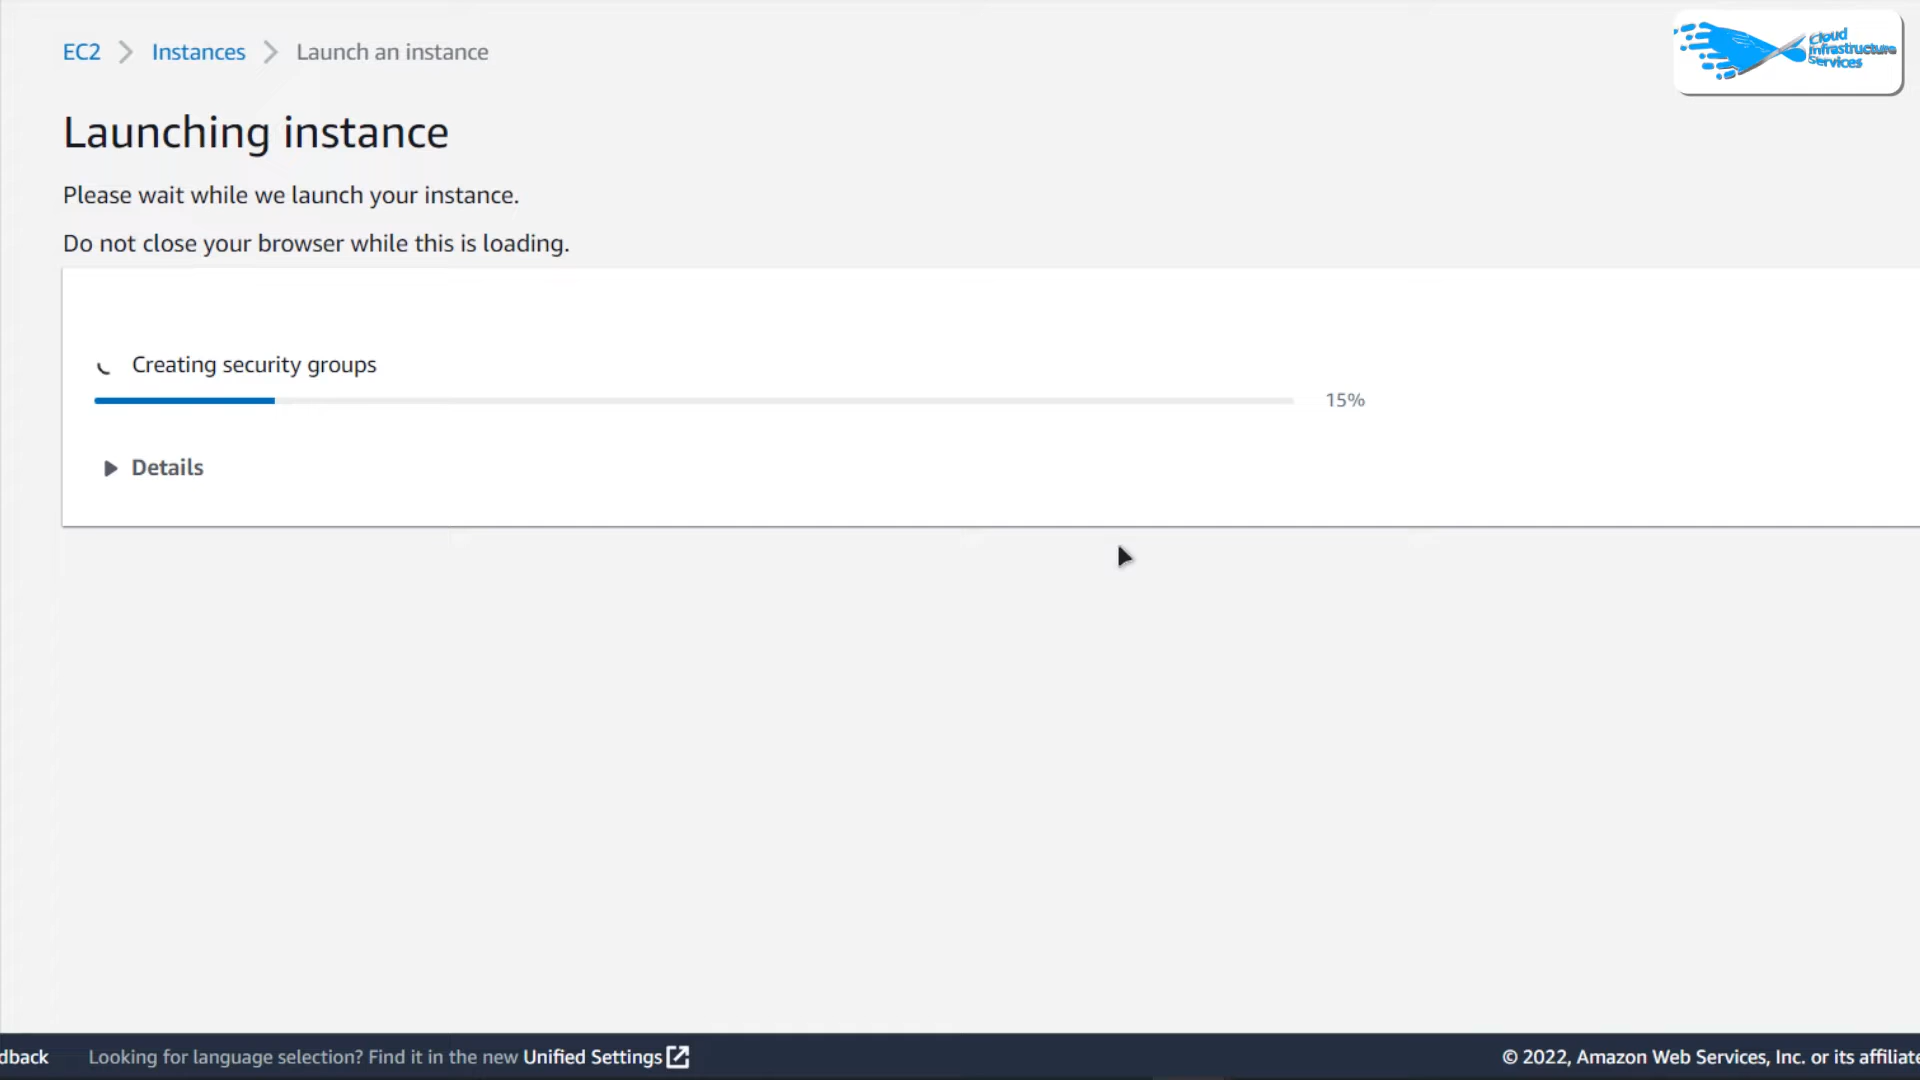 EC2 Instances Launch an instance
Cloud
Infrastructure
Services
Launching instance
Please wait while we launch your instance.
Do not close your browser while this is loading.
Creating security groups
15%
Details
dback Looking for language selection? Find it in the new Unified Settings © 2022, Amazon Web Services, Inc. or its affiliate